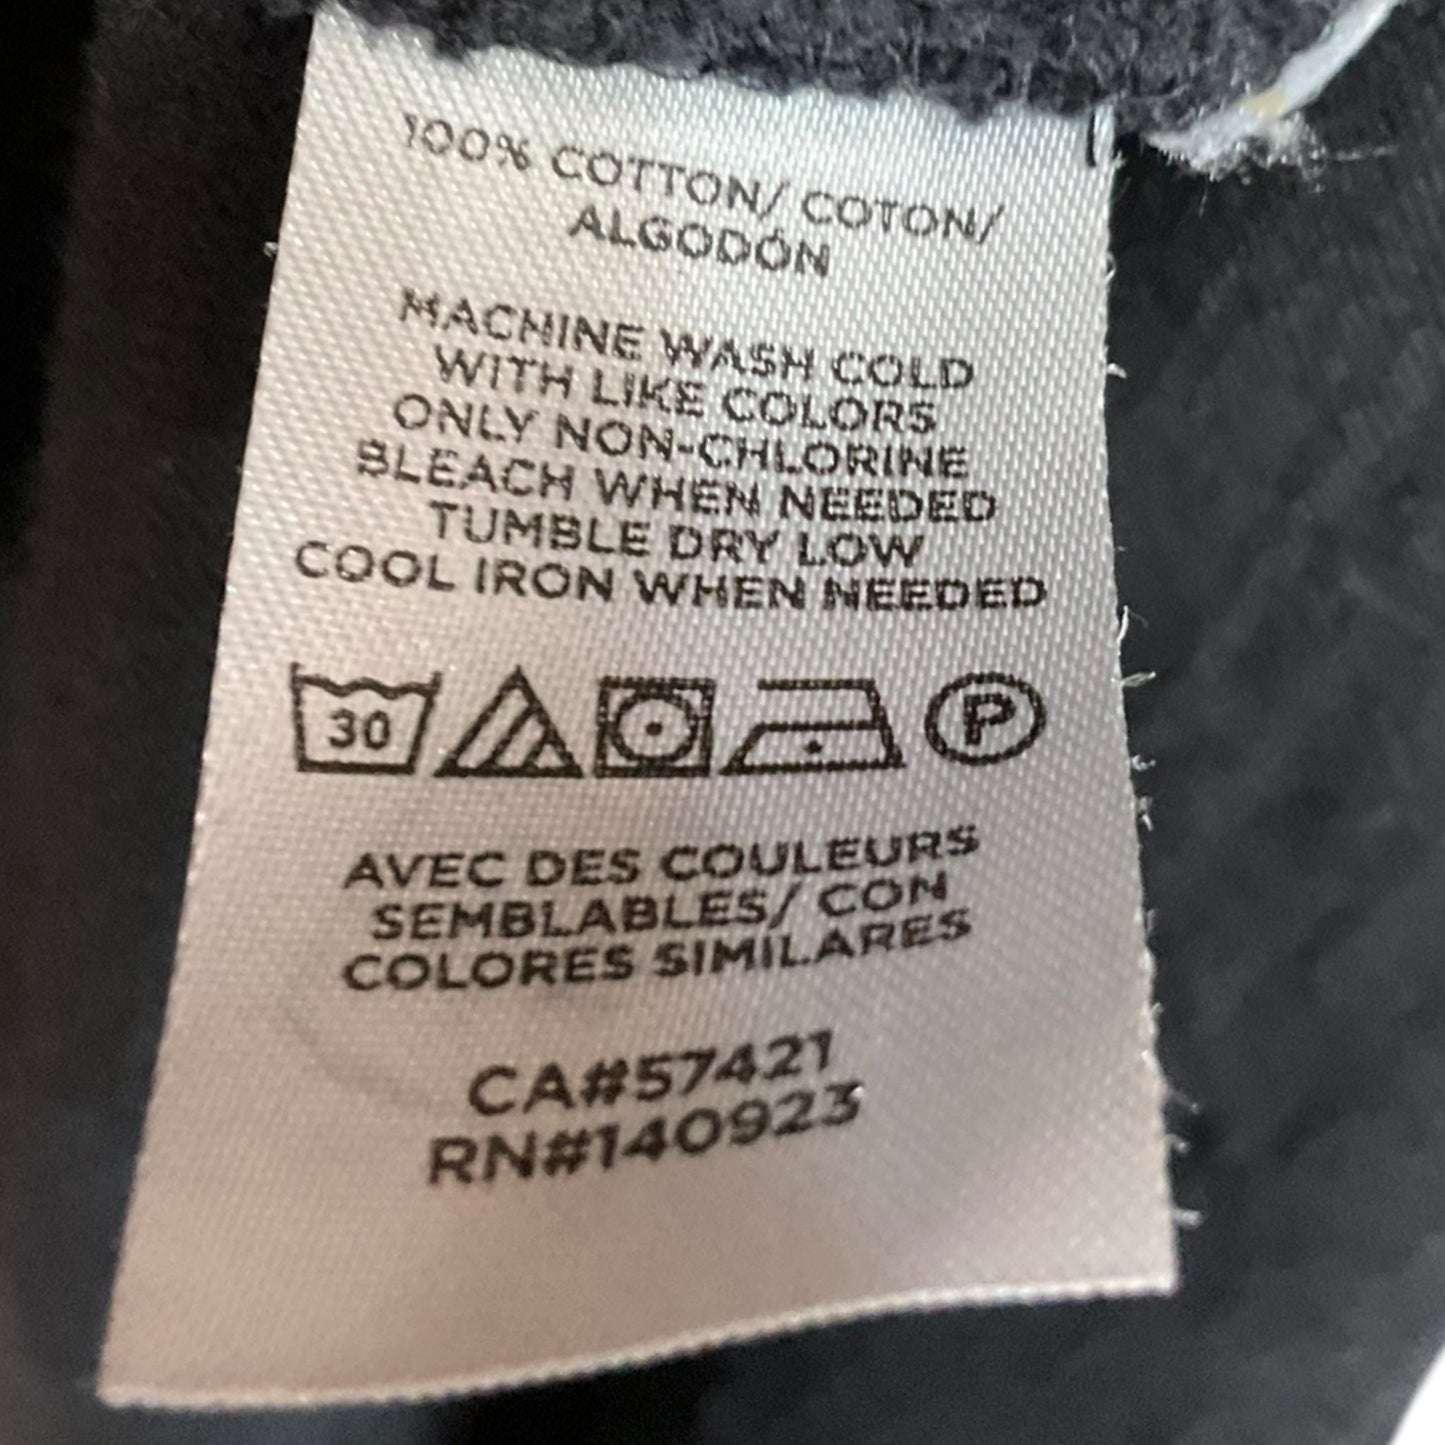 100% COTTON/ COTON/
ALGODÓN
MACHINE WASH COLD
WITH LIKE COLORS
ONLY NON-CHLORINE
BLEACH WHEN NEEDED
TUMBLE DRY LOW
COOL IRON WHEN NEEDED
30 P
AVEC DES COULEURS
SEMBLABLES/ CON
COLORES SIMILARES
CA#57421
RN#140923